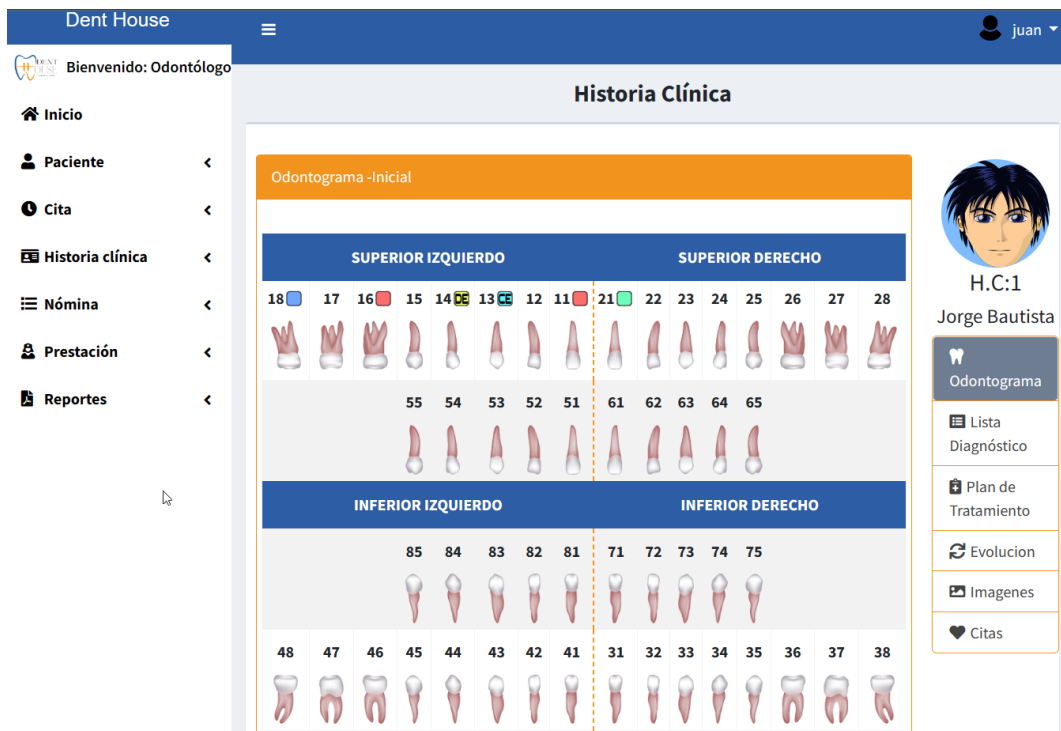 Dent House
juan
Bienvenido: Odontólogo
Inicio
Paciente
Cita
Historia clínica
Nómina
Prestación
Reportes
Historia Clínica
Odontograma -Inicial
SUPERIOR IZQUIERDO SUPERIOR DERECHO
18 17 16 15 14 DE 13 CE 12 11 21 22 23 24 25 26 27 28
55 54 53 52 51 61 62 63 64 65
INFERIOR IZQUIERDO INFERIOR DERECHO
85 84 83 82 81 71 72 73 74 75
48 47 46 45 44 43 42 41 31 32 33 34 35 36 37 38
H.C:1
Jorge Bautista
Odontograma
Lista
Diagnóstico
Plan de
Tratamiento
Evolucion
Imagenes
Citas